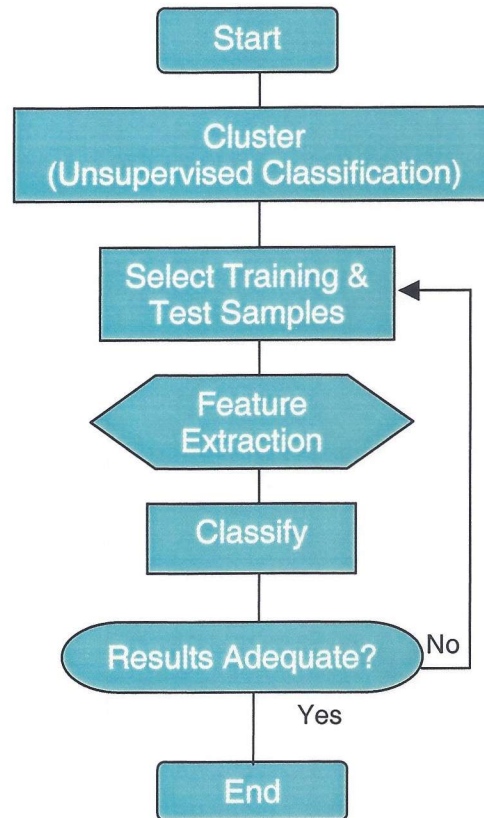 Start
Cluster
(Unsupervised Classification)
Select Training &
Test Samples
Feature
Extraction
Classify
Results Adequate?
No
Yes
End